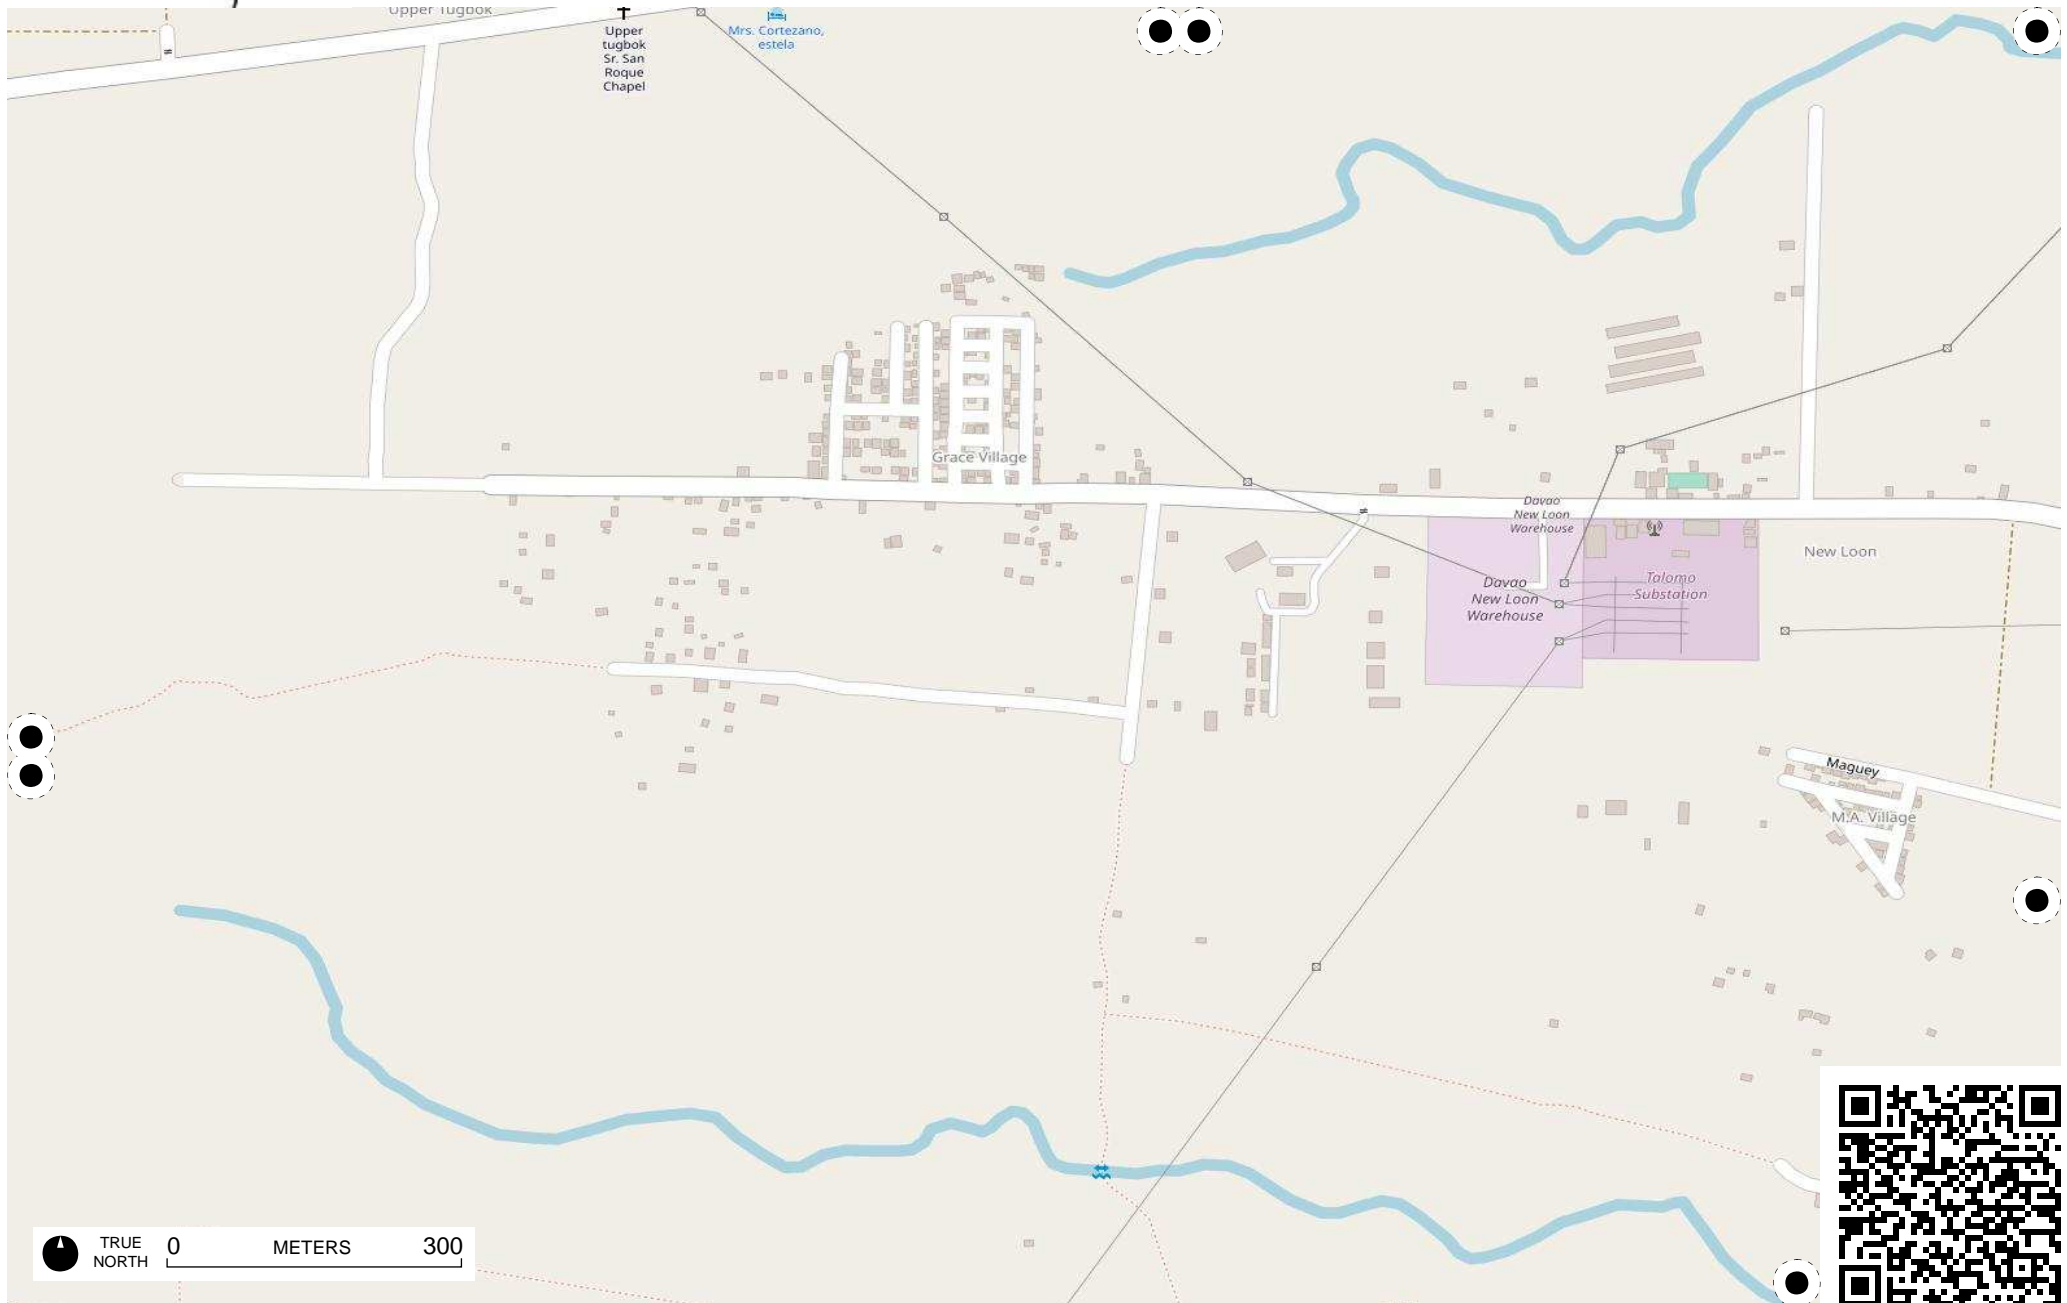 Upper Tugbok
Upper
tugbok
Sr. San
Roque
Chapel
Mrs. Cortezano,
estela
Grace Village
Davao
New Loon
Warehouse
Davao
New Loon
Warehouse
Talomo
Substation
New Loon
Maguey
M.A. Village
TRUE
NORTH
0
METERS
300